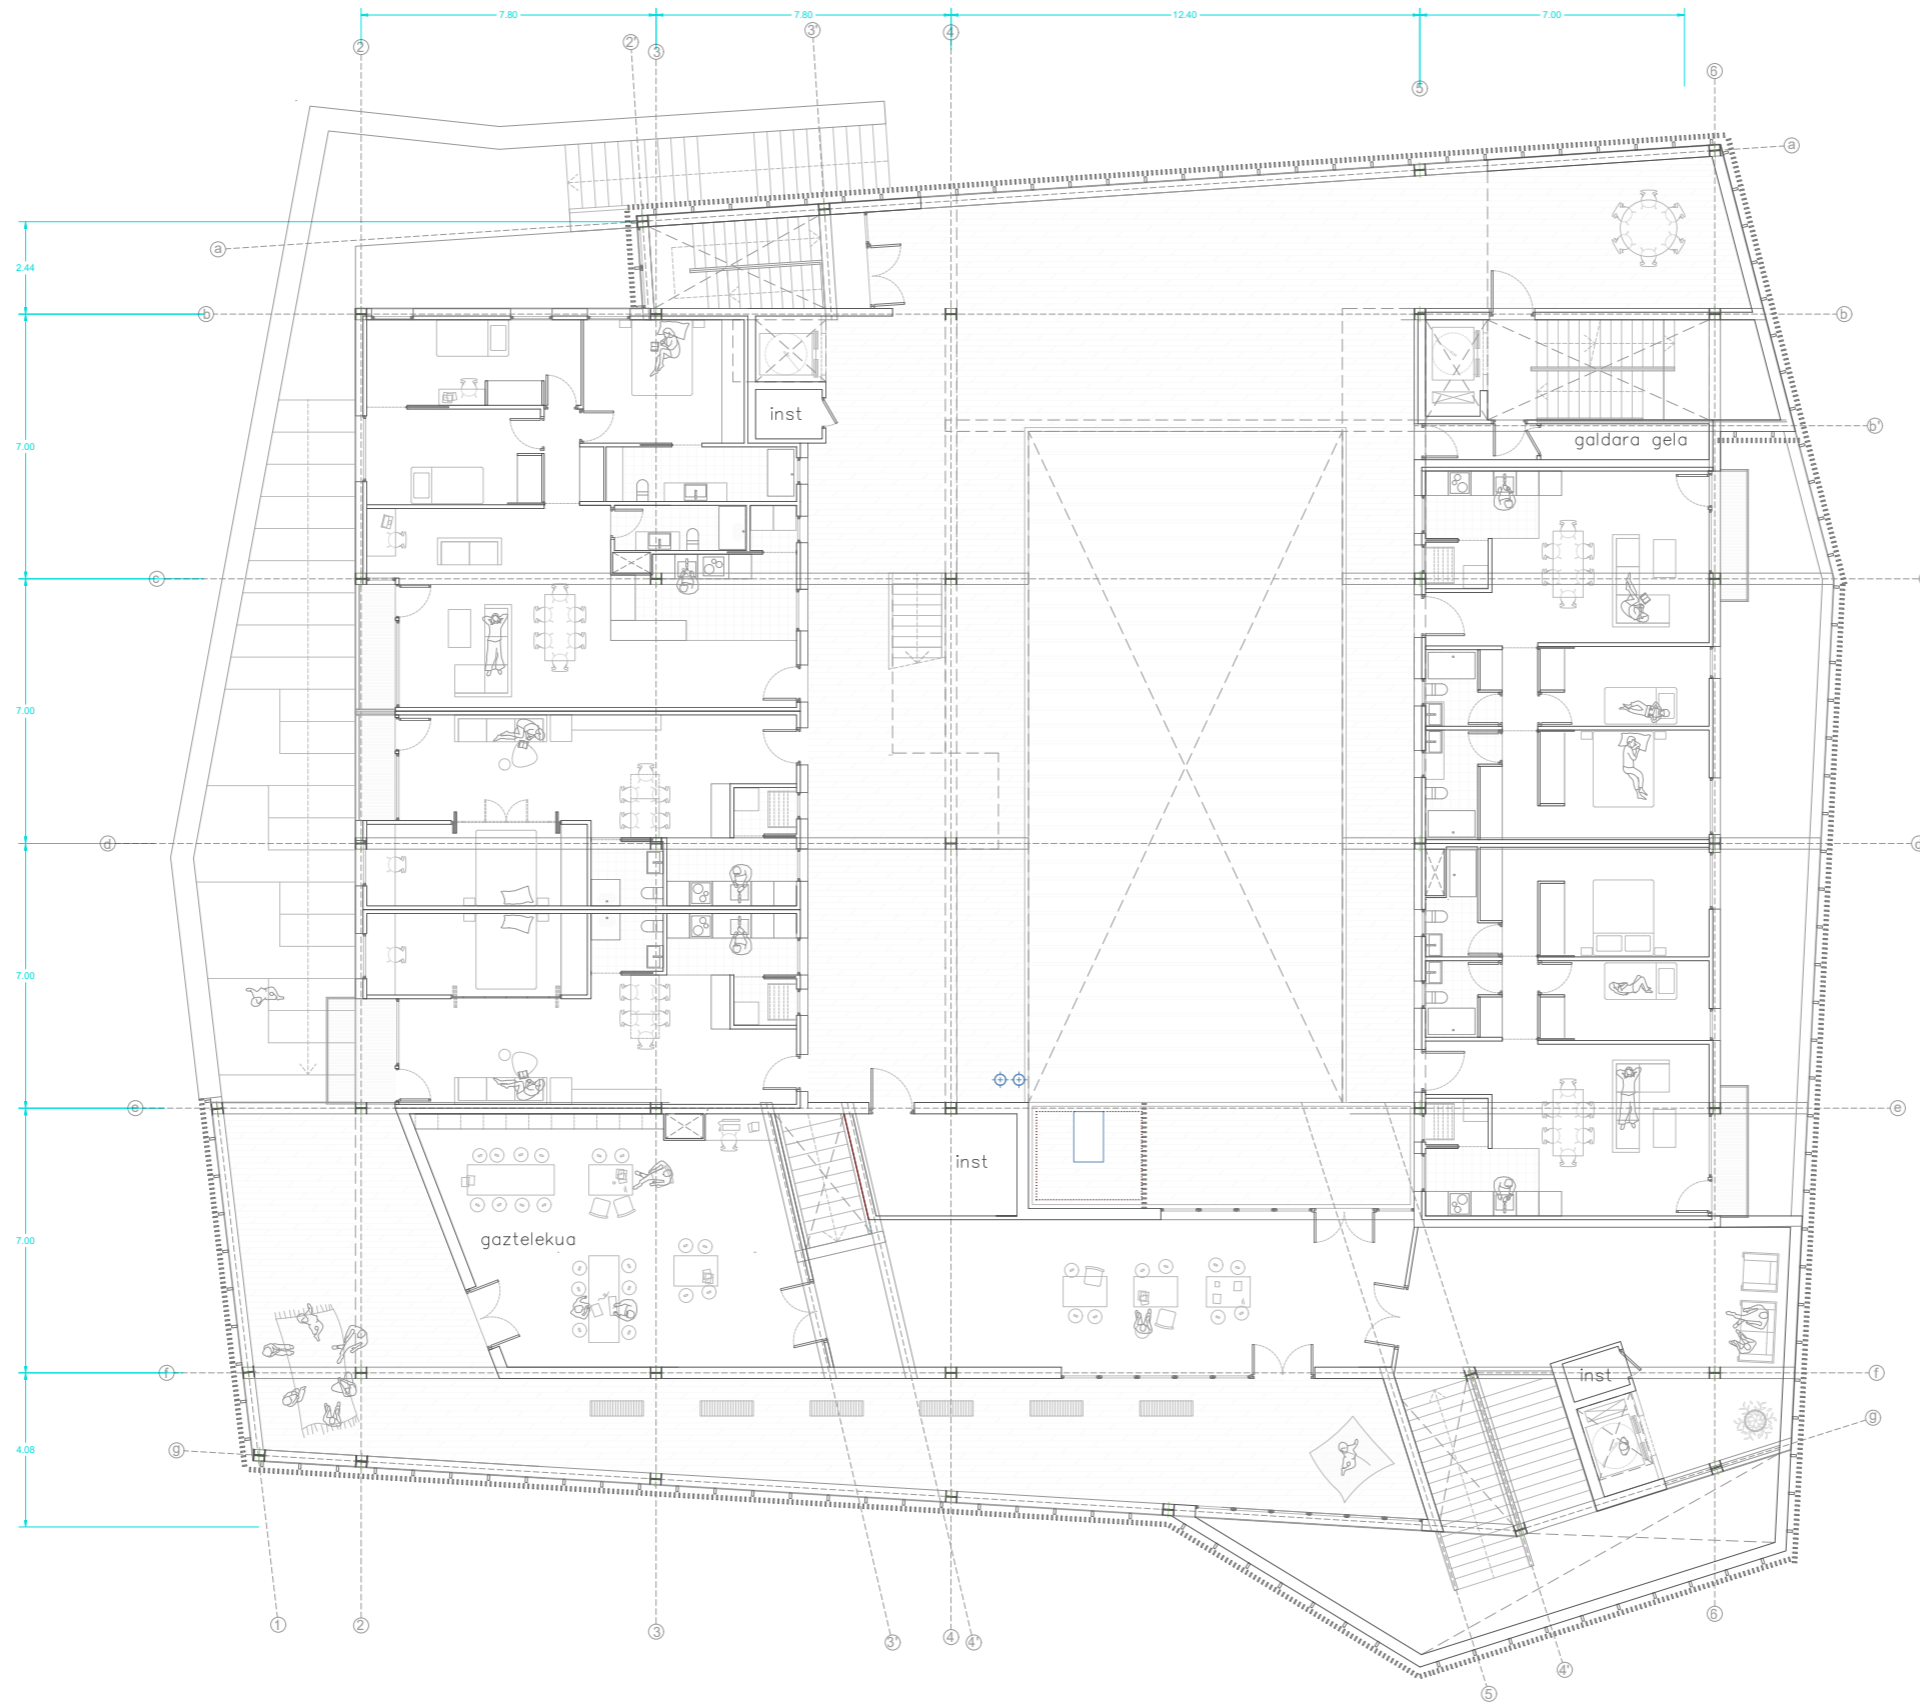 7.80 7.80 12.40 7.00
2 2' 3 3' 4 5 6
a a
2.44
b b
inst
b'
galdara gela
7.00
c
7.00
d d
7.00
e e
inst
gaztelekua
7.00
f inst f
g g
4.08
1 2 3 3' 4 4' 5 4' 6